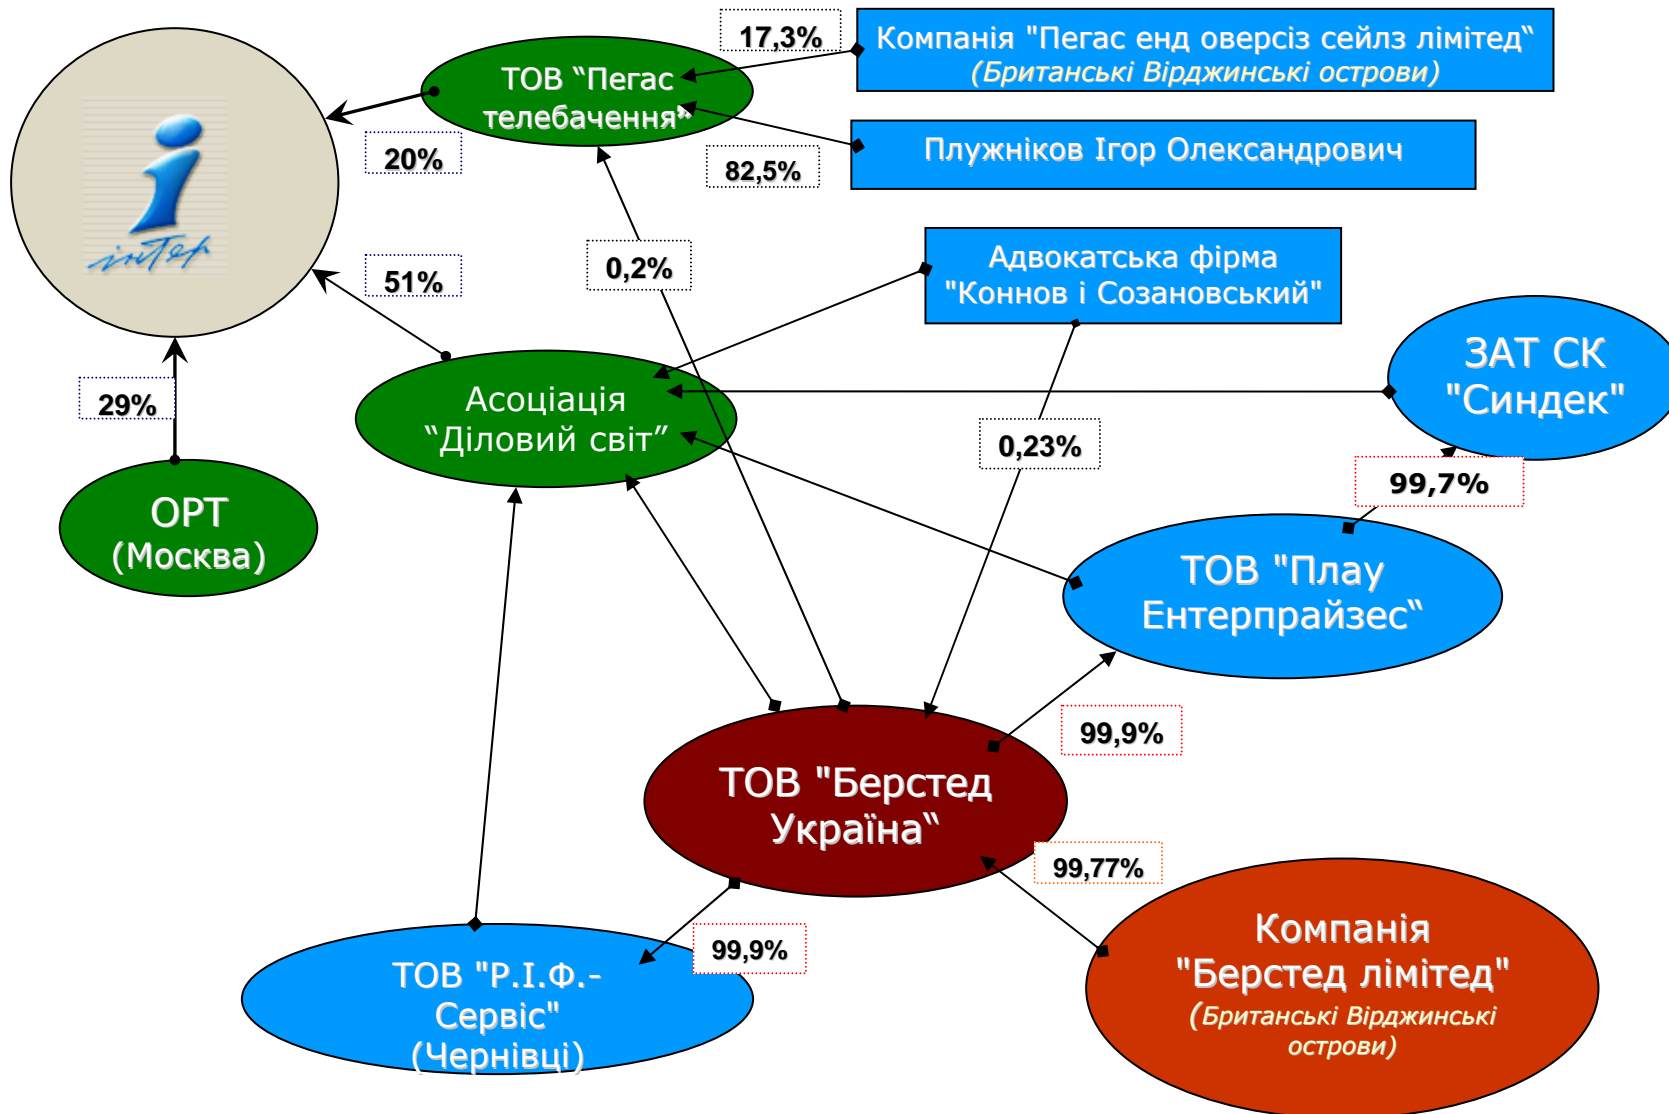 17,3%
Компанія "Пегас енд оверсіз сейлз лімітед“
(Британські Вірджинські острови)
ТОВ “Пегас
телебачення”
20%
82,5%
Плужніков Ігор Олександрович
інтер
51%
0,2%
Адвокатська фірма
"Коннов і Созановський"
ЗАТ СК
"Синдек"
29%
Асоціація
“Діловий світ”
0,23%
99,7%
ОРТ
(Москва)
ТОВ "Плау
Ентерпрайзес“
99,9%
ТОВ "Берстед
Україна“
99,77%
Компанія
"Берстед лімітед"
(Британські Вірджинські
острови)
99,9%
ТОВ "Р.І.Ф.-
Сервіс"
(Чернівці)